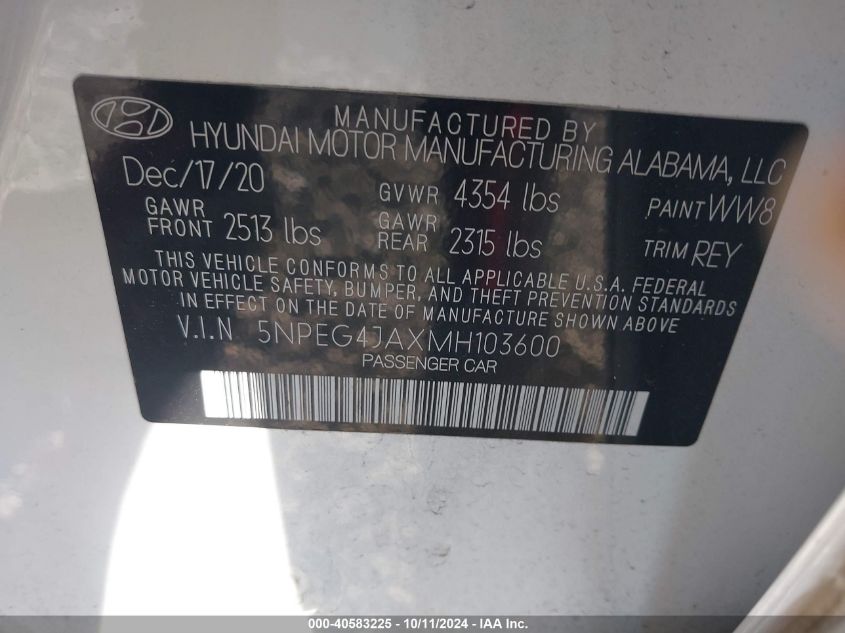 MANUFACTURED BY
HYUNDAI MOTOR MANUFACTURING ALABAMA, LLC
Dec/17/20 GVWR 4354 lbs PAINT WW8
GAWR FRONT 2513 lbs GAWR REAR 2315 lbs TRIM REY
THIS VEHICLE CONFORMS TO ALL APPLICABLE U.S.A. FEDERAL
MOTOR VEHICLE SAFETY, BUMPER, AND THEFT PREVENTION STANDARDS
IN EFFECT ON THE DATE OF MANUFACTURE SHOWN ABOVE
V.I.N 5NPEG4JAXMH103600
PASSENGER CAR
000-40583225 - 10/11/2024 - IAA Inc.